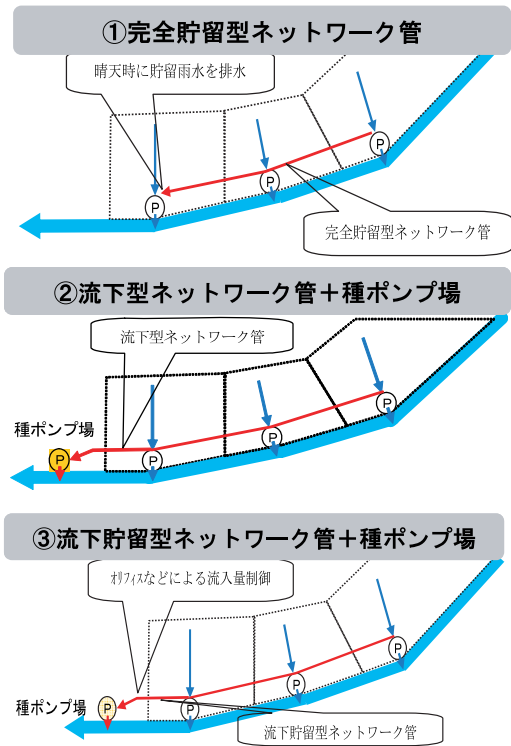 ①完全貯留型ネットワーク管
晴天時に貯留雨水を排水
P
P
P
完全貯留型ネットワーク管
②流下型ネットワーク管＋種ポンプ場
流下型ネットワーク管
種ポンプ場
P
P
P
P
③流下貯留型ネットワーク管＋種ポンプ場
ｵﾘﾌｨｽなどによる流入量制御
種ポンプ場
P
P
P
P
流下貯留型ネットワーク管